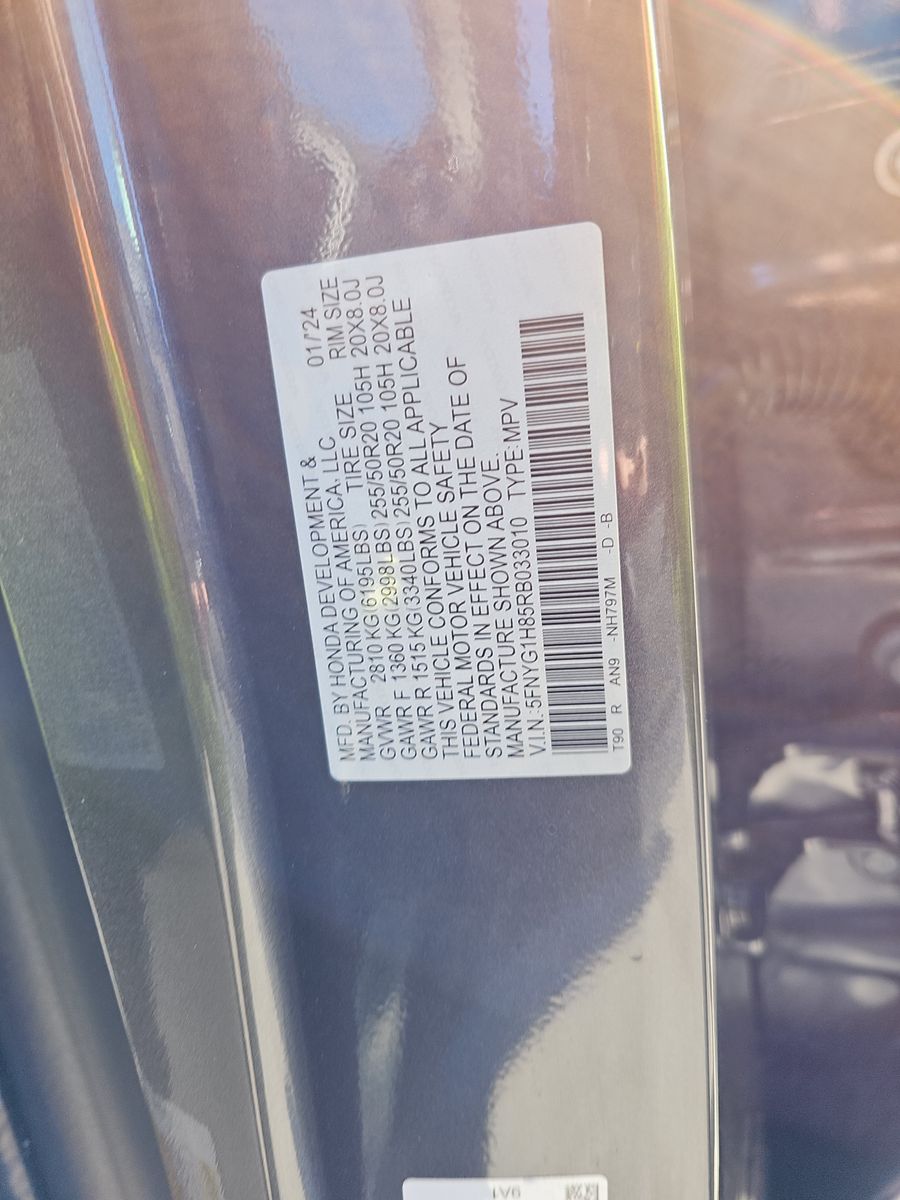 MFD. BY HONDA DEVELOPMENT &
MANUFACTURING OF AMERICA, LLC 01/'24
GVWR 2810 KG(6195LBS) TIRE SIZE RIM SIZE
GAWR F 1360 KG(2998LBS)255/50R20 105H 20X8.0J
GAWR R 1515 KG(3340LBS)255/50R20 105H 20X8.0J
THIS VEHICLE CONFORMS TO ALL APPLICABLE
FEDERAL MOTOR VEHICLE SAFETY
STANDARDS IN EFFECT ON THE DATE OF
MANUFACTURE SHOWN ABOVE.
V.I.N.:5FNYG1H85RB033010 TYPE:MPV
T90 R AN9 -NH797M -D -B
9A1